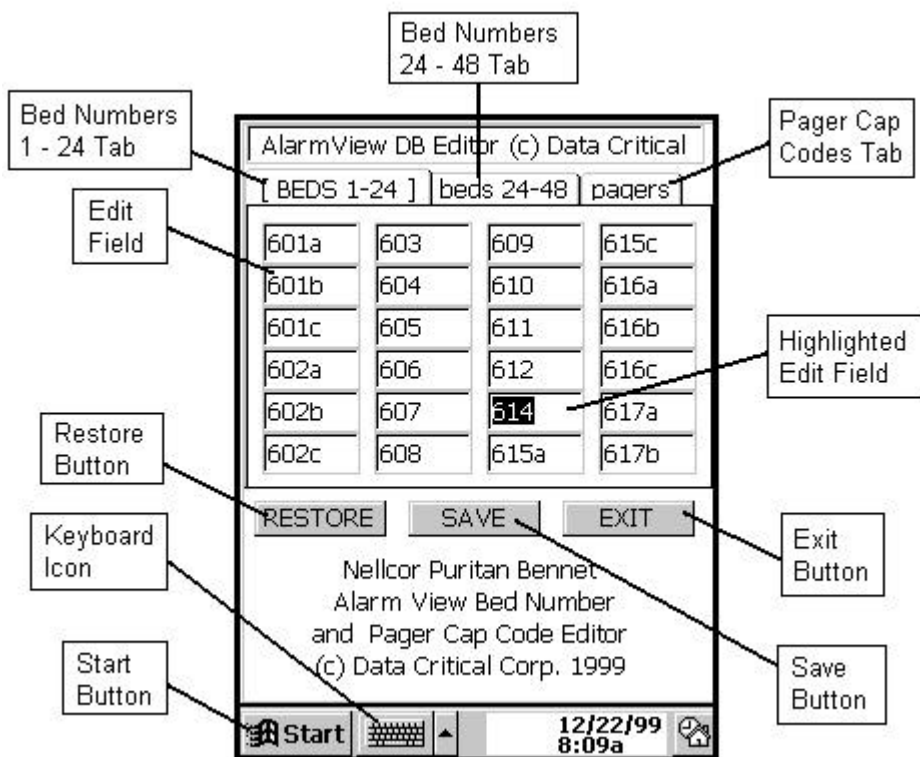 Bed Numbers
24 - 48 Tab
Bed Numbers
1 - 24 Tab
Pager Cap
Codes Tab
Edit
Field
Highlighted
Edit Field
Restore
Button
Keyboard
Icon
Exit
Button
Start
Button
Save
Button
AlarmView DB Editor (c) Data Critical
[ BEDS 1-24 ] beds 24-48 pagers
601a 603 609 615c
601b 604 610 616a
601c 605 611 616b
602a 606 612 616c
602b 607 614 617a
602c 608 615a 617b
RESTORE SAVE EXIT
Nellcor Puritan Bennet
Alarm View Bed Number
and Pager Cap Code Editor
(c) Data Critical Corp. 1999
Start 12/22/99
8:09a